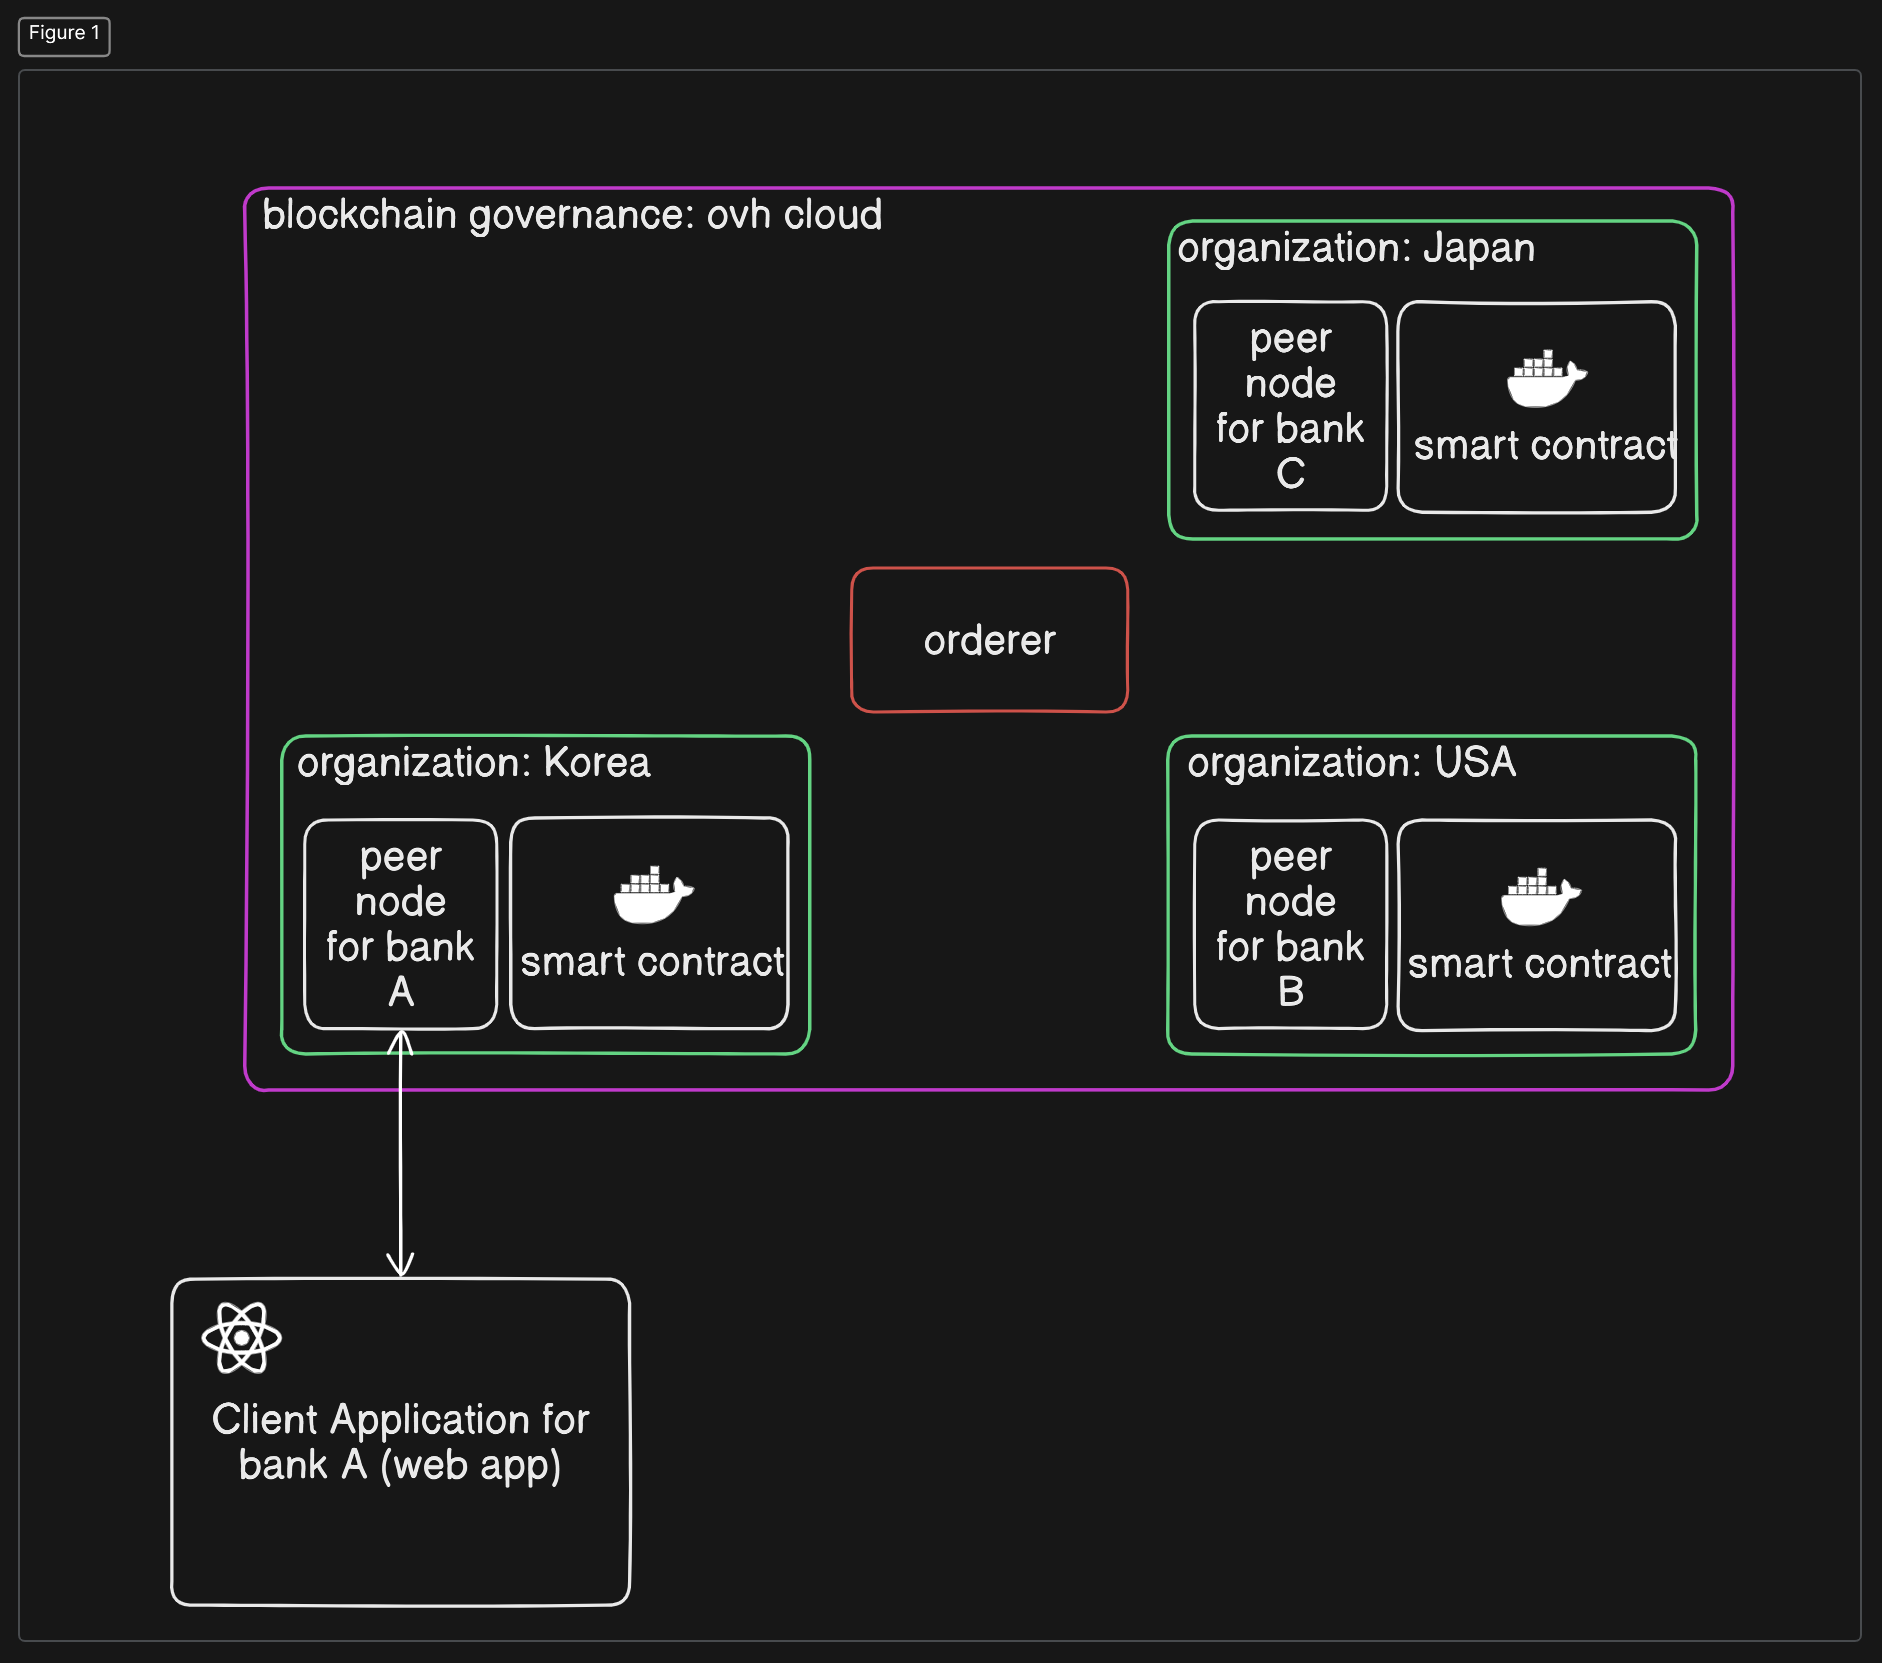 Figure 1
blockchain governance: ovh cloud
organization: Japan
peer
node
for bank
C
smart contract
orderer
organization: Korea
peer
node
for bank
A
smart contract
organization: USA
peer
node
for bank
B
smart contract
Client Application for
bank A (web app)